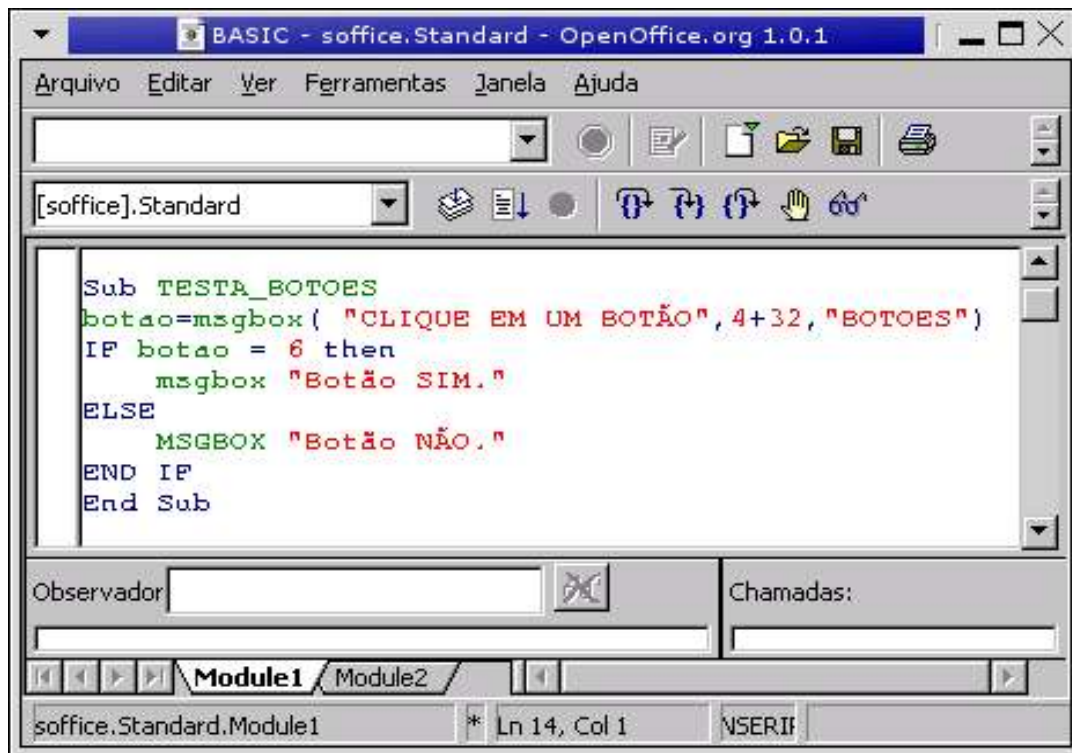 BASIC - soffice.Standard - OpenOffice.org 1.0.1
Arquivo Editar Ver Ferramentas Janela Ajuda
[soffice].Standard
Sub TESTA_BOTOES
botao=msgbox( "CLIQUE EM UM BOTÃO",4+32,"BOTOES")
IF botao = 6 then
msgbox "Botão SIM."
ELSE
MSGBOX "Botão NÃO."
END IF
End Sub
Observador
Chamadas:
Module1 Module2
soffice.Standard.Module1 * Ln 14, Col 1